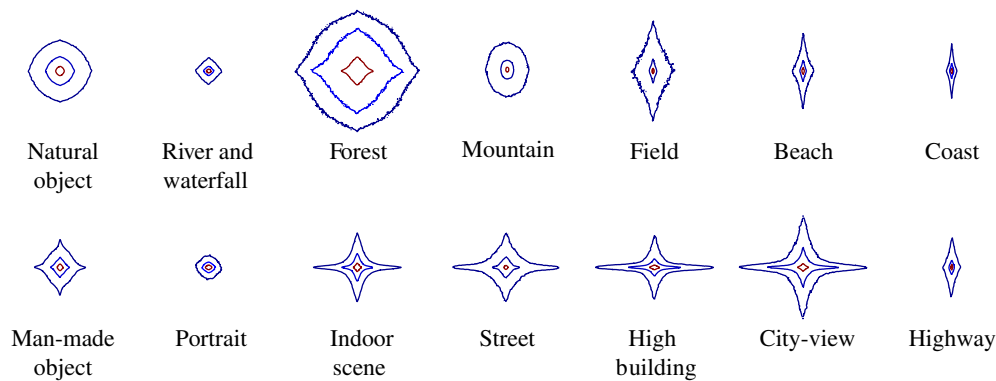 Natural
object
River and
waterfall
Forest
Mountain
Field
Beach
Coast
Man-made
object
Portrait
Indoor
scene
Street
High
building
City-view
Highway